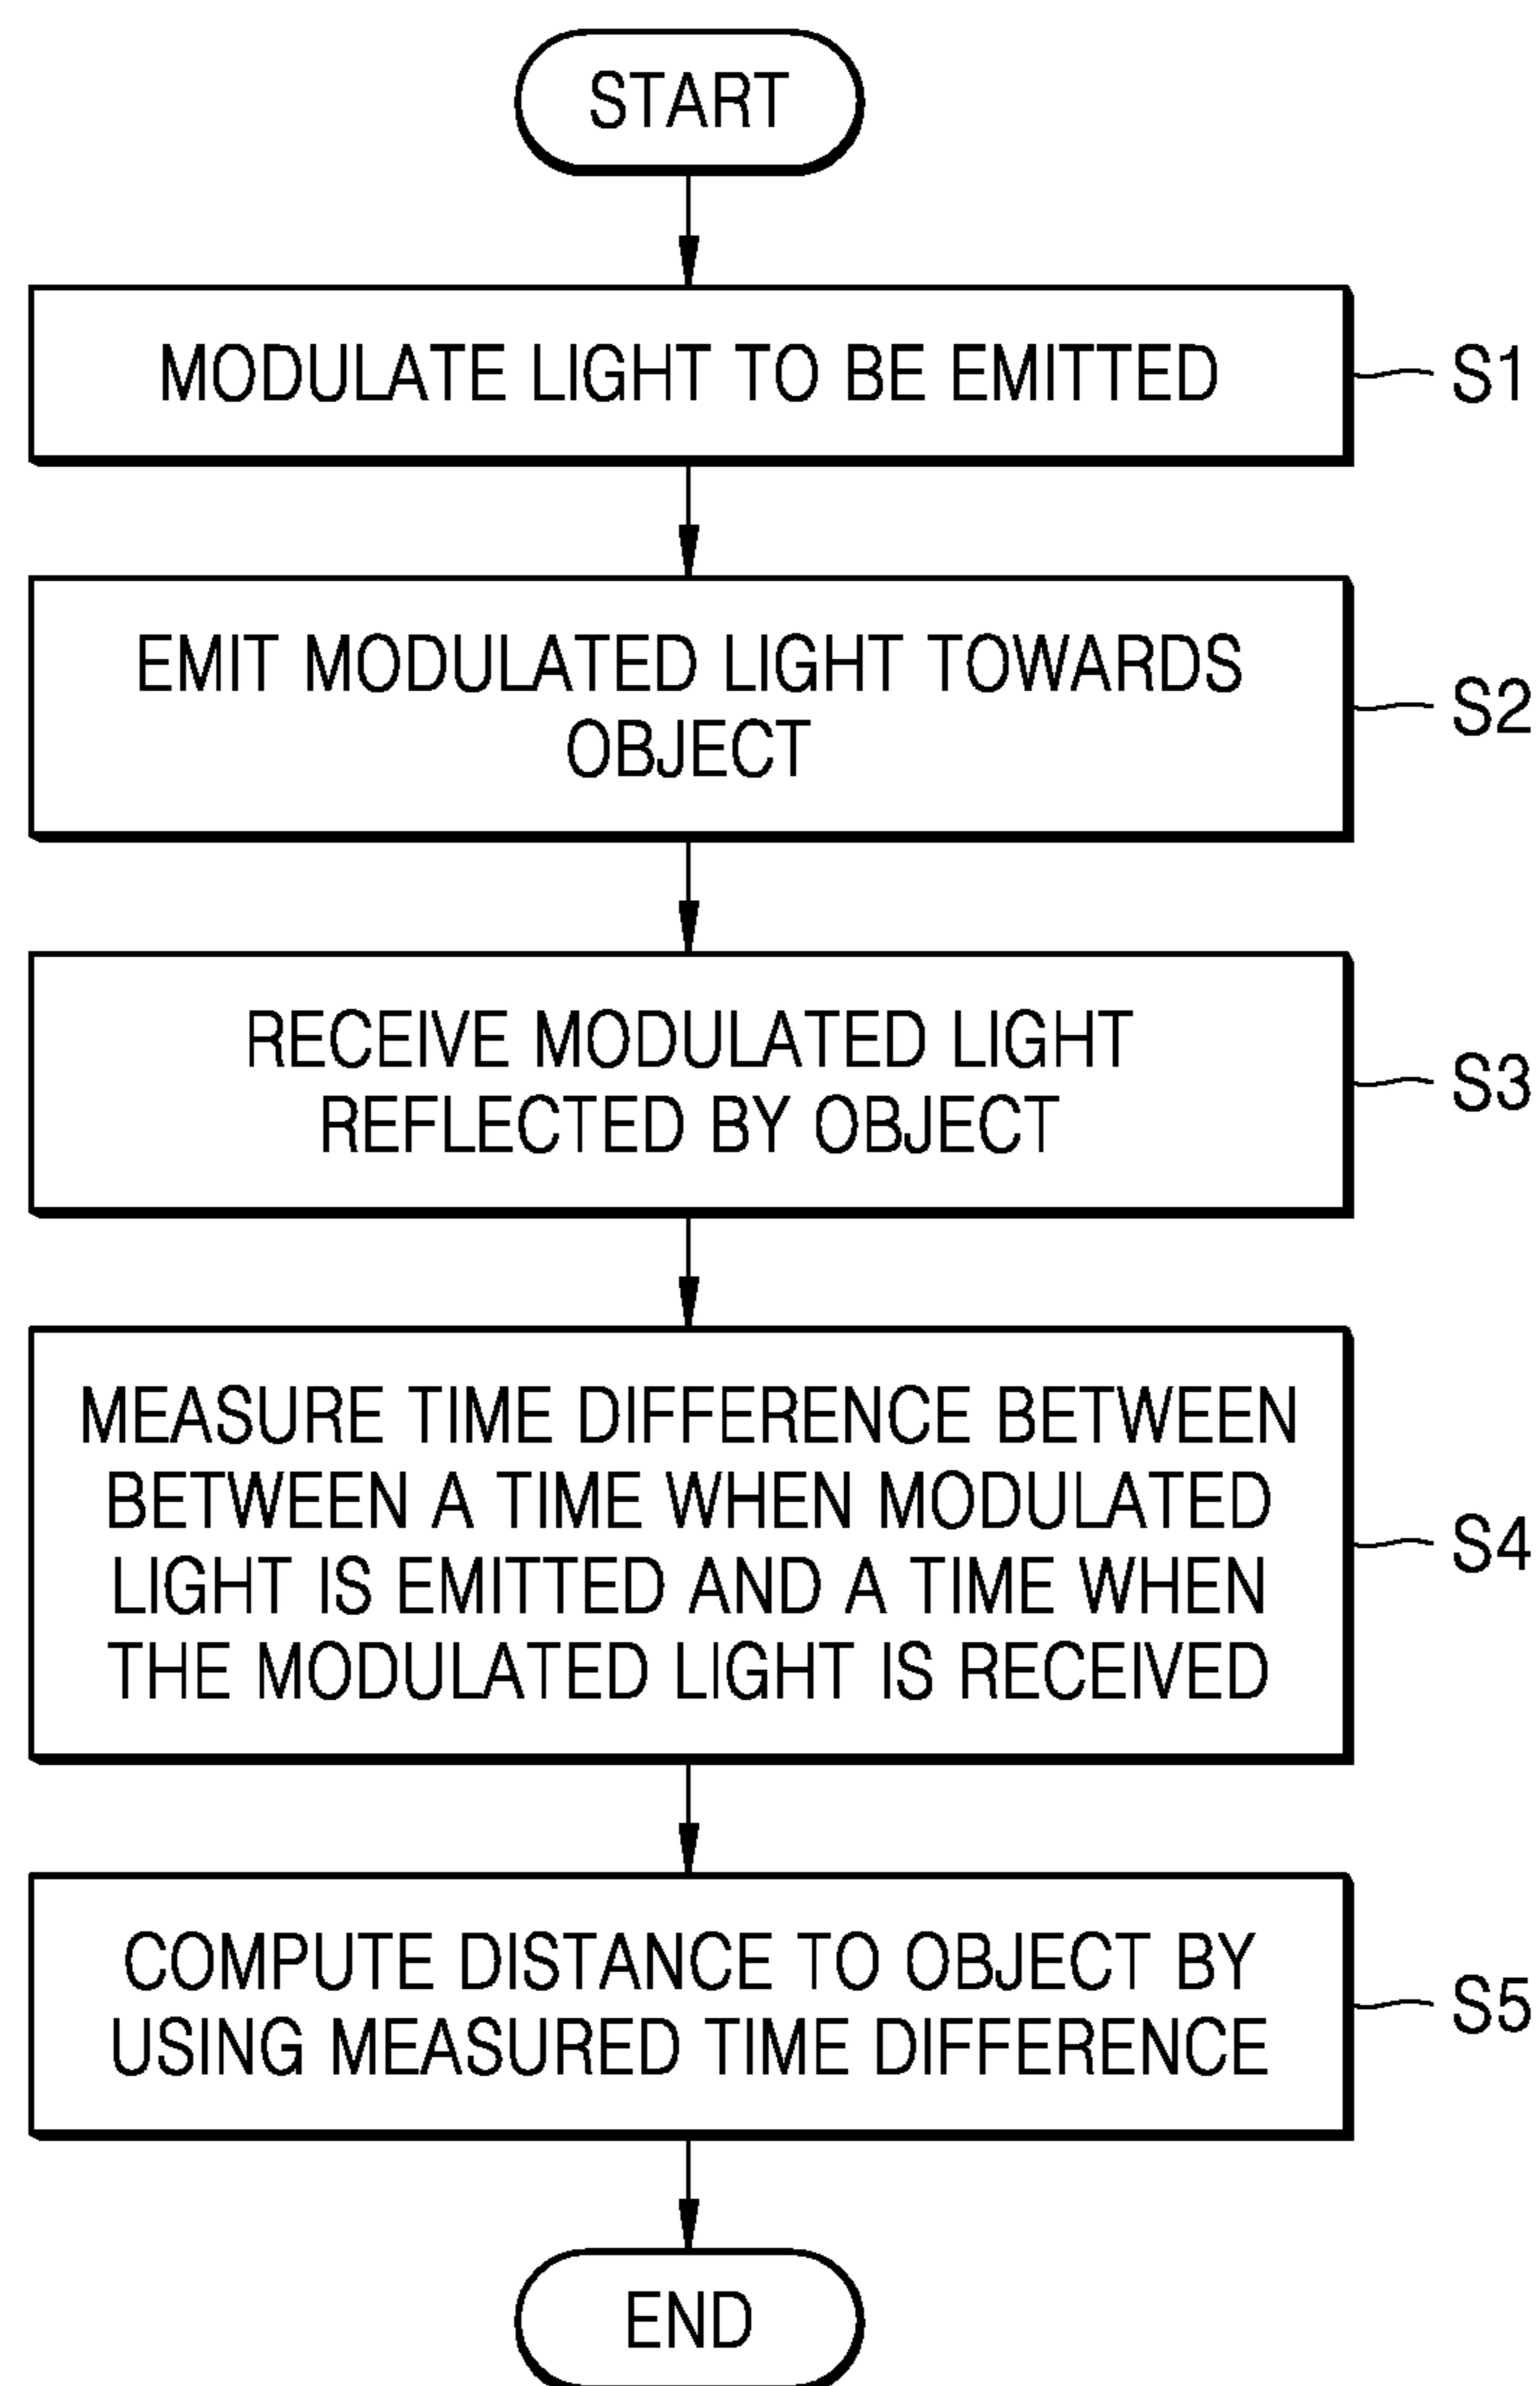 START
MODULATE LIGHT TO BE EMITTED
S1
EMIT MODULATED LIGHT TOWARDS
OBJECT
S2
RECEIVE MODULATED LIGHT
REFLECTED BY OBJECT
S3
MEASURE TIME DIFFERENCE BETWEEN
BETWEEN A TIME WHEN MODULATED
LIGHT IS EMITTED AND A TIME WHEN
THE MODULATED LIGHT IS RECEIVED
S4
COMPUTE DISTANCE TO OBJECT BY
USING MEASURED TIME DIFFERENCE
S5
END